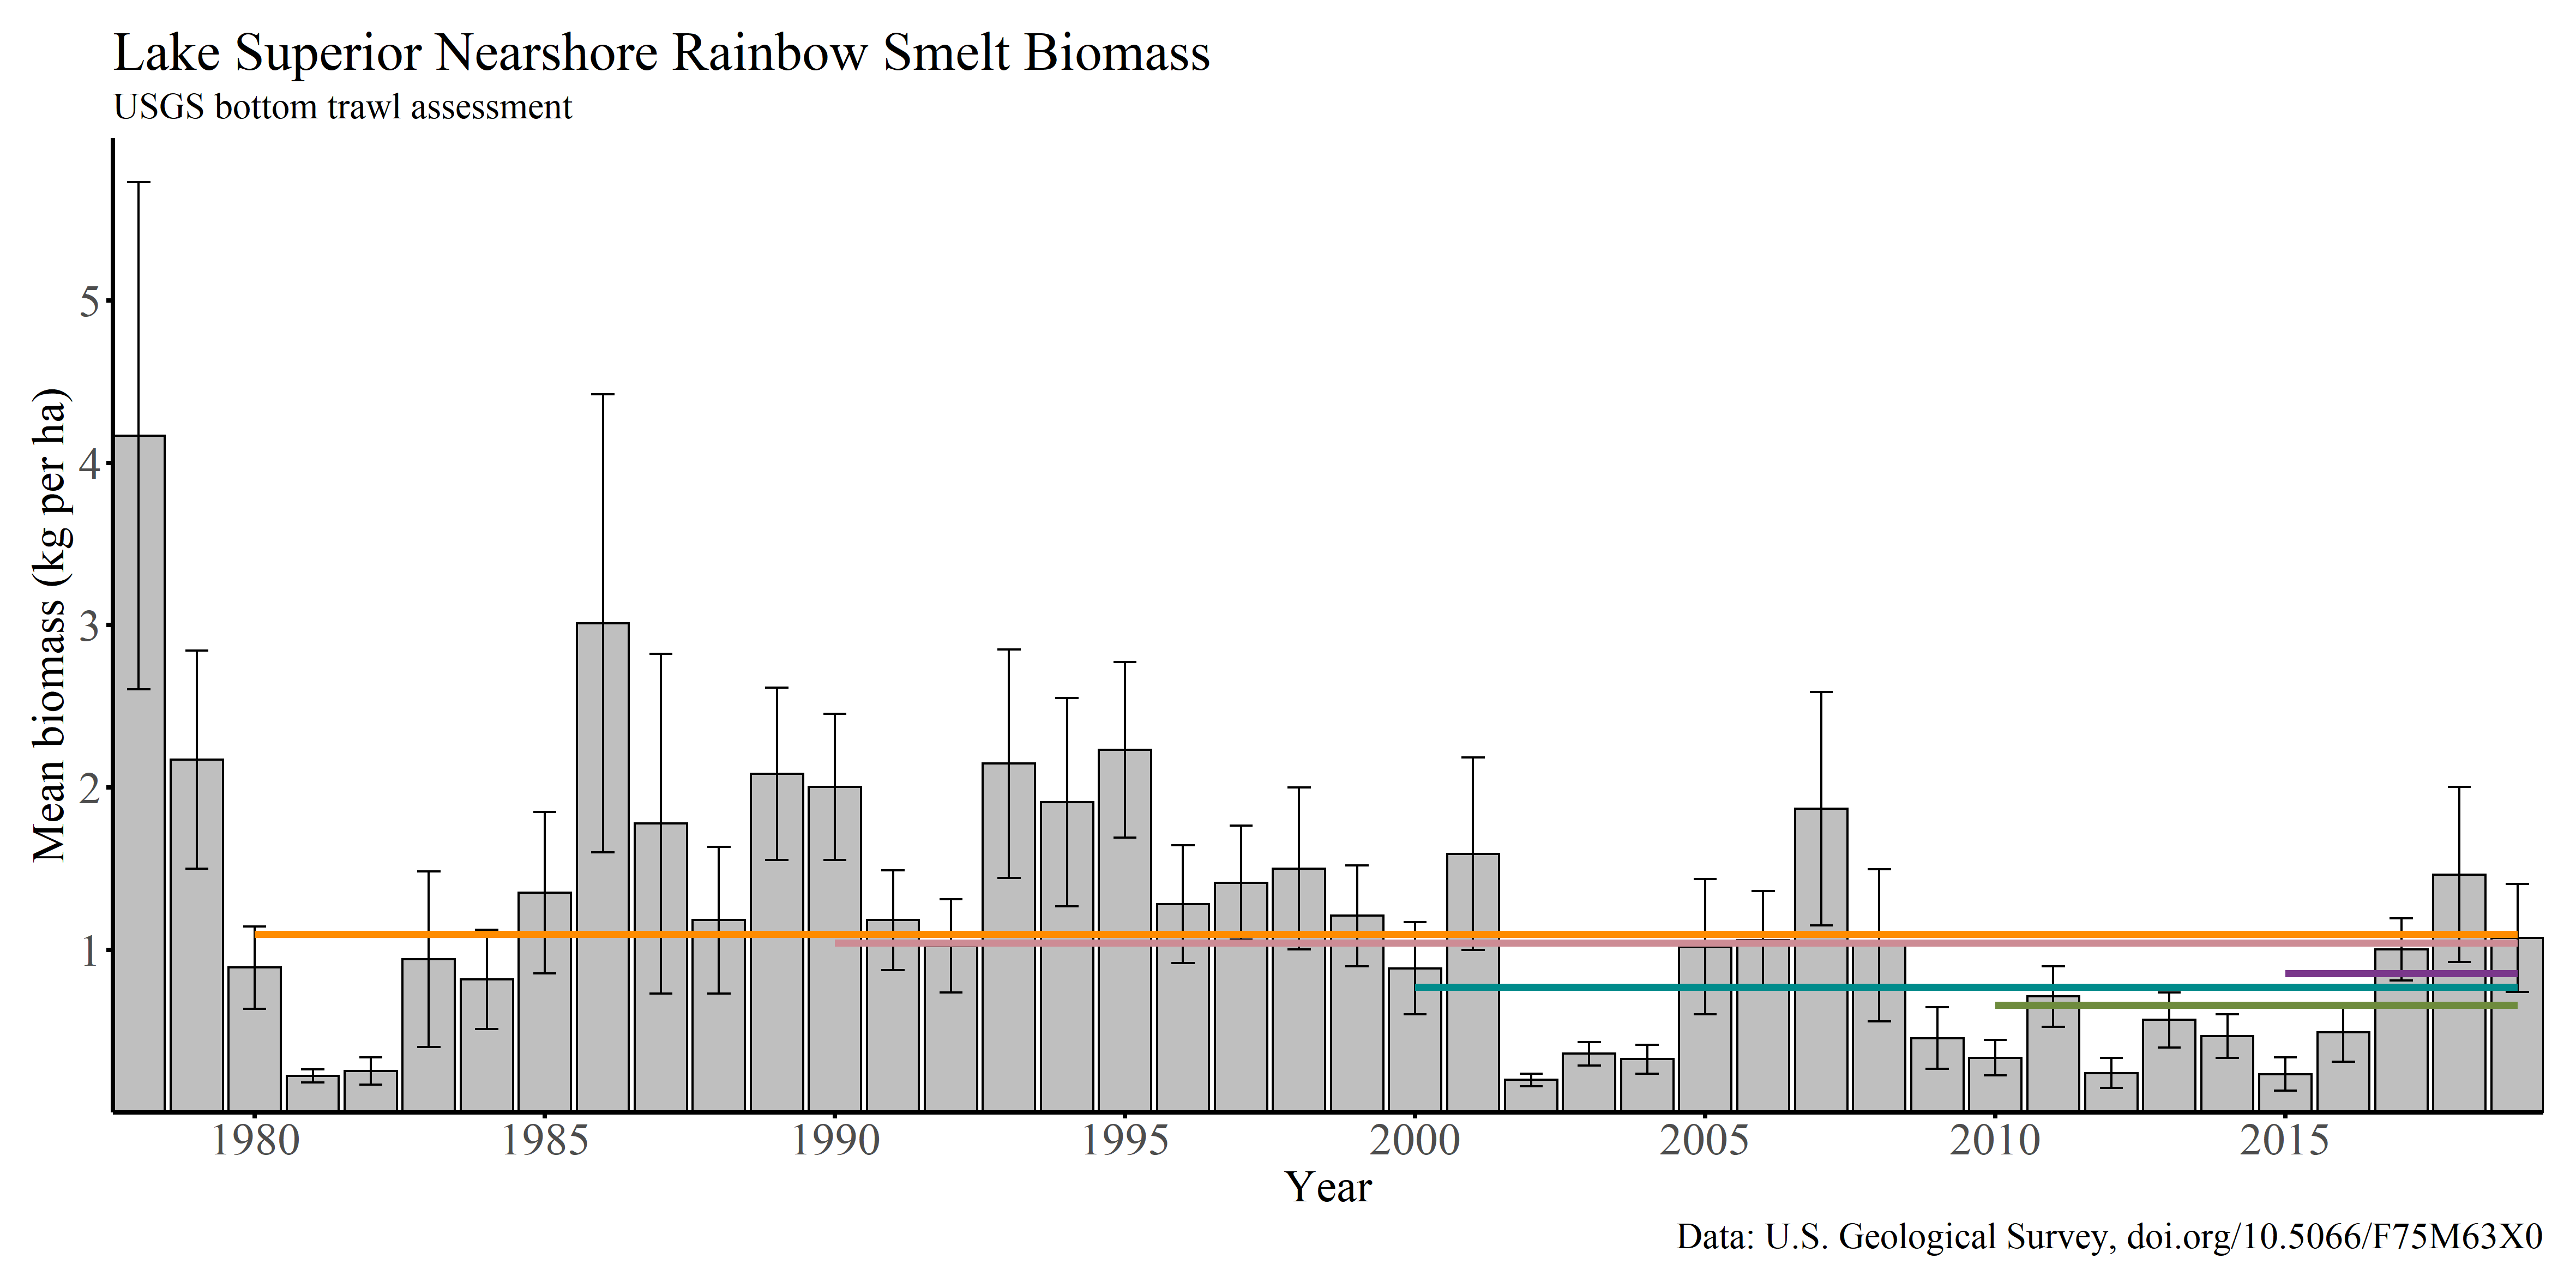 Lake Superior Nearshore Rainbow Smelt Biomass
USGS bottom trawl assessment
Mean biomass (kg per ha)
5
4
3
2
1
1980 1985 1990 1995 2000 2005 2010 2015
Year
Data: U.S. Geological Survey, doi.org/10.5066/F75M63X0